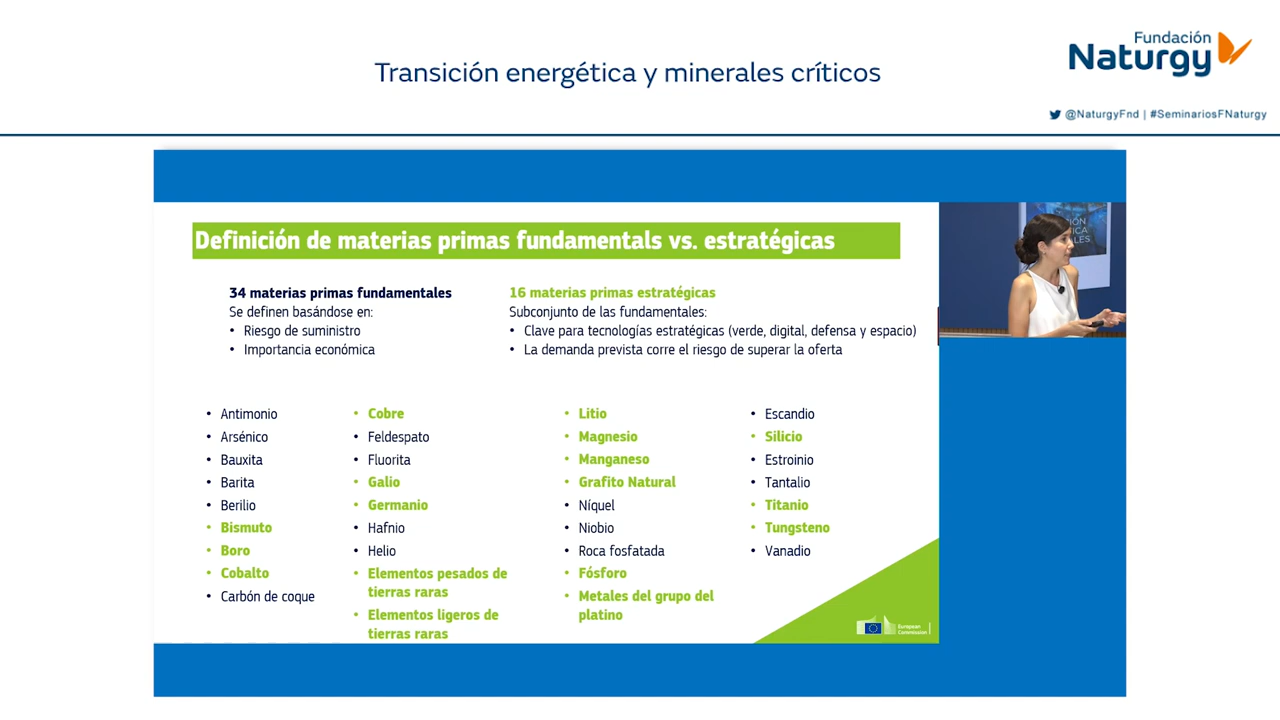 Transición energética y minerales críticos
Fundación
Naturgy
@NaturgyFnd | #SeminariosFNaturgy
Definición de materias primas fundamentals vs. estratégicas
34 materias primas fundamentales
Se definen basándose en:
• Riesgo de suministro
• Importancia económica
16 materias primas estratégicas
Subconjunto de las fundamentales:
• Clave para tecnologías estratégicas (verde, digital, defensa y espacio)
• La demanda prevista corre el riesgo de superar la oferta
• Antimonio
• Arsénico
• Bauxita
• Barita
• Berilio
• Bismuto
• Boro
• Cobalto
• Carbón de coque
• Cobre
• Feldespato
• Fluorita
• Galio
• Germanio
• Hafnio
• Helio
• Elementos pesados de
tierras raras
• Elementos ligeros de
tierras raras
• Litio
• Magnesio
• Manganeso
• Grafito Natural
• Níquel
• Niobio
• Roca fosfatada
• Fósforo
• Metales del grupo del
platino
• Escandio
• Silicio
• Estroinio
• Tantalio
• Titanio
• Tungsteno
• Vanadio
European
Commission